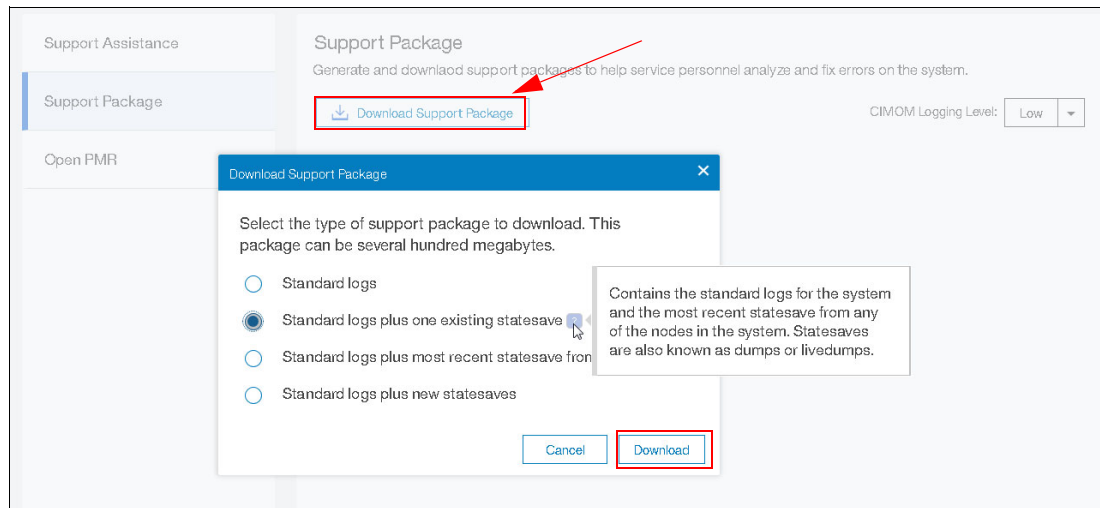 Support Assistance
Support Package
Open PMR
Support Package
Generate and downlaod support packages to help service personnel analyze and fix errors on the system.
Download Support Package
CIMOM Logging Level:
Low
Download Support Package
Select the type of support package to download. This
package can be several hundred megabytes.
Standard logs
Standard logs plus one existing statesave
Standard logs plus most recent statesave from
Standard logs plus new statesaves
Contains the standard logs for the system
and the most recent statesave from any
of the nodes in the system. Statesaves
are also known as dumps or livedumps.
Cancel
Download